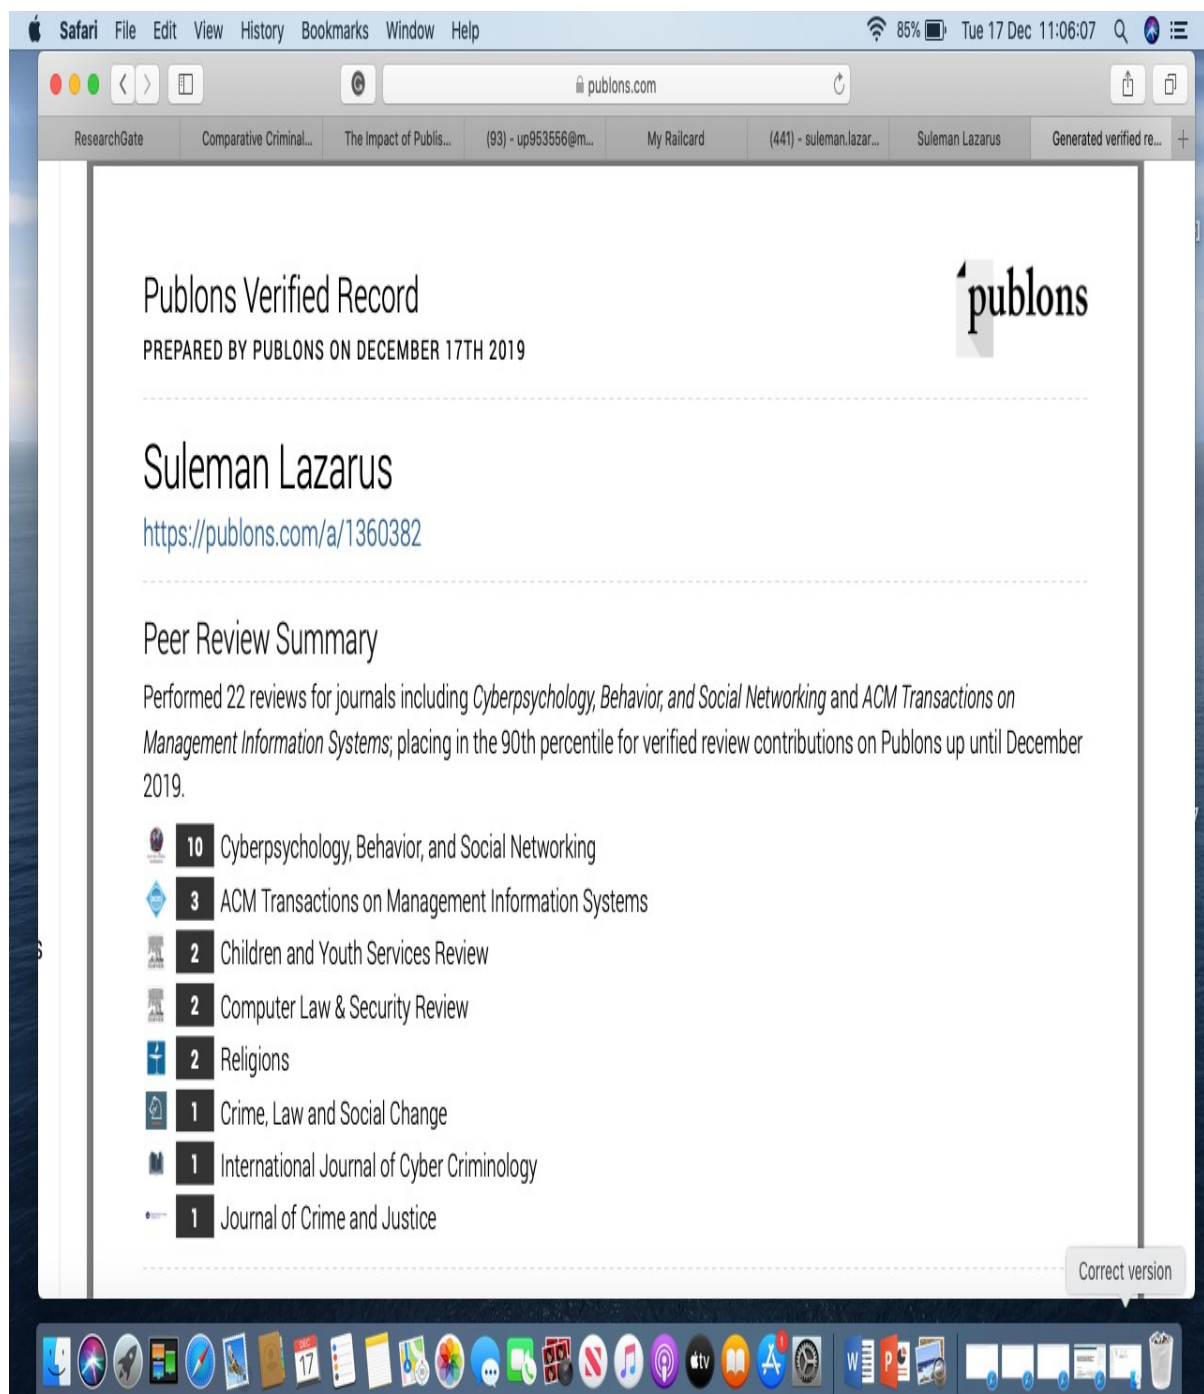 Safari File Edit View History Bookmarks Window Help 85% Tue 17 Dec 11:06:07
publons.com
ResearchGate Comparative Criminal... The Impact of Publis... (93) - up953556@m... My Railcard (441) - suleman.lazar... Suleman Lazarus Generated verified re... +
Publons Verified Record
publons
PREPARED BY PUBLONS ON DECEMBER 17TH 2019
Suleman Lazarus
https://publons.com/a/1360382
Peer Review Summary
Performed 22 reviews for journals including Cyberpsychology, Behavior, and Social Networking and ACM Transactions on
Management Information Systems; placing in the 90th percentile for verified review contributions on Publons up until December
2019.
10 Cyberpsychology, Behavior, and Social Networking
3 ACM Transactions on Management Information Systems
2 Children and Youth Services Review
2 Computer Law & Security Review
2 Religions
1 Crime, Law and Social Change
1 International Journal of Cyber Criminology
1 Journal of Crime and Justice
Correct version
DEC
17
tv
1
W
P